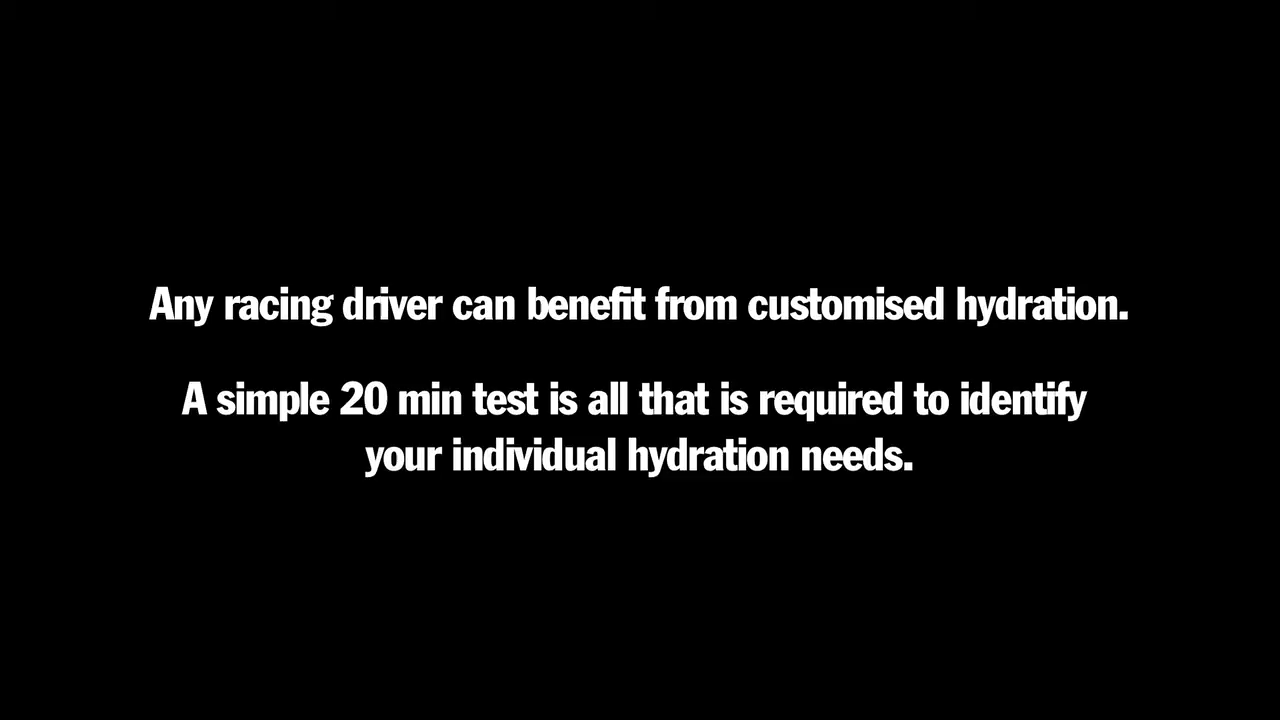 Any racing driver can benefit from customised hydration.
A simple 20 min test is all that is required to identify
your individual hydration needs.